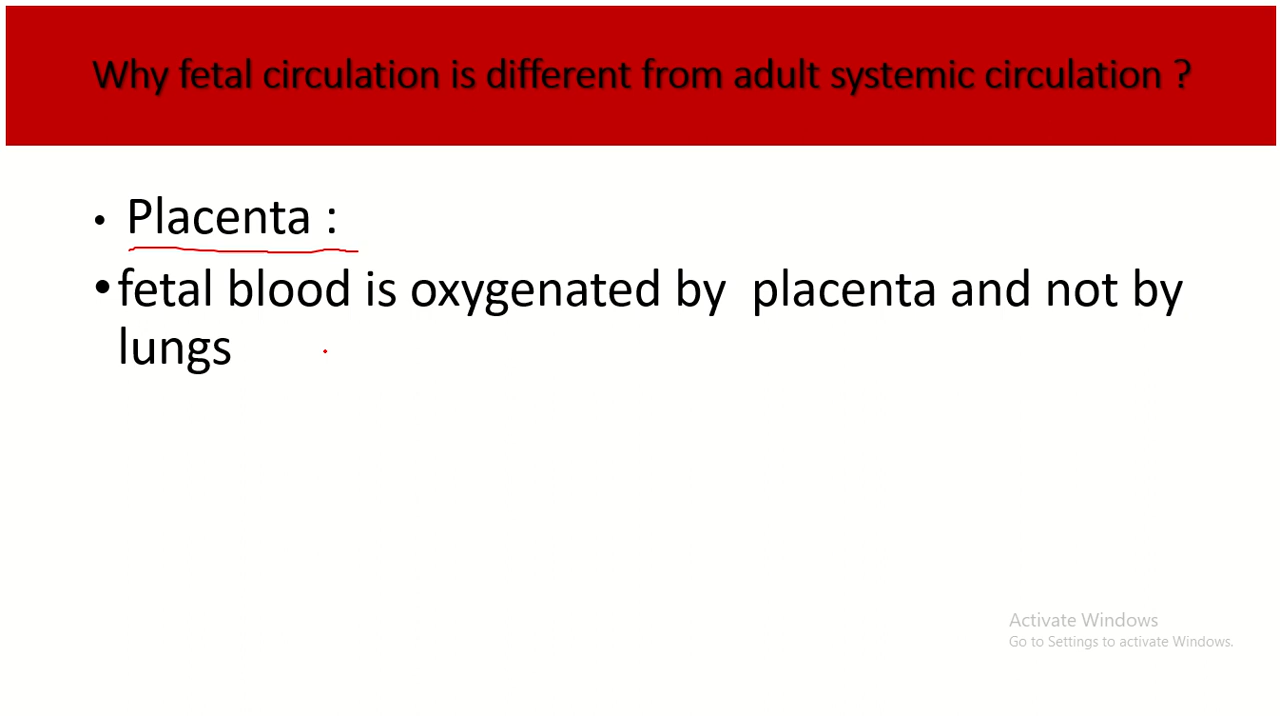 Why fetal circulation is different from adult systemic circulation ?
• Placenta :
• fetal blood is oxygenated by  placenta and not by
lungs
Activate Windows
Go to Settings to activate Windows.